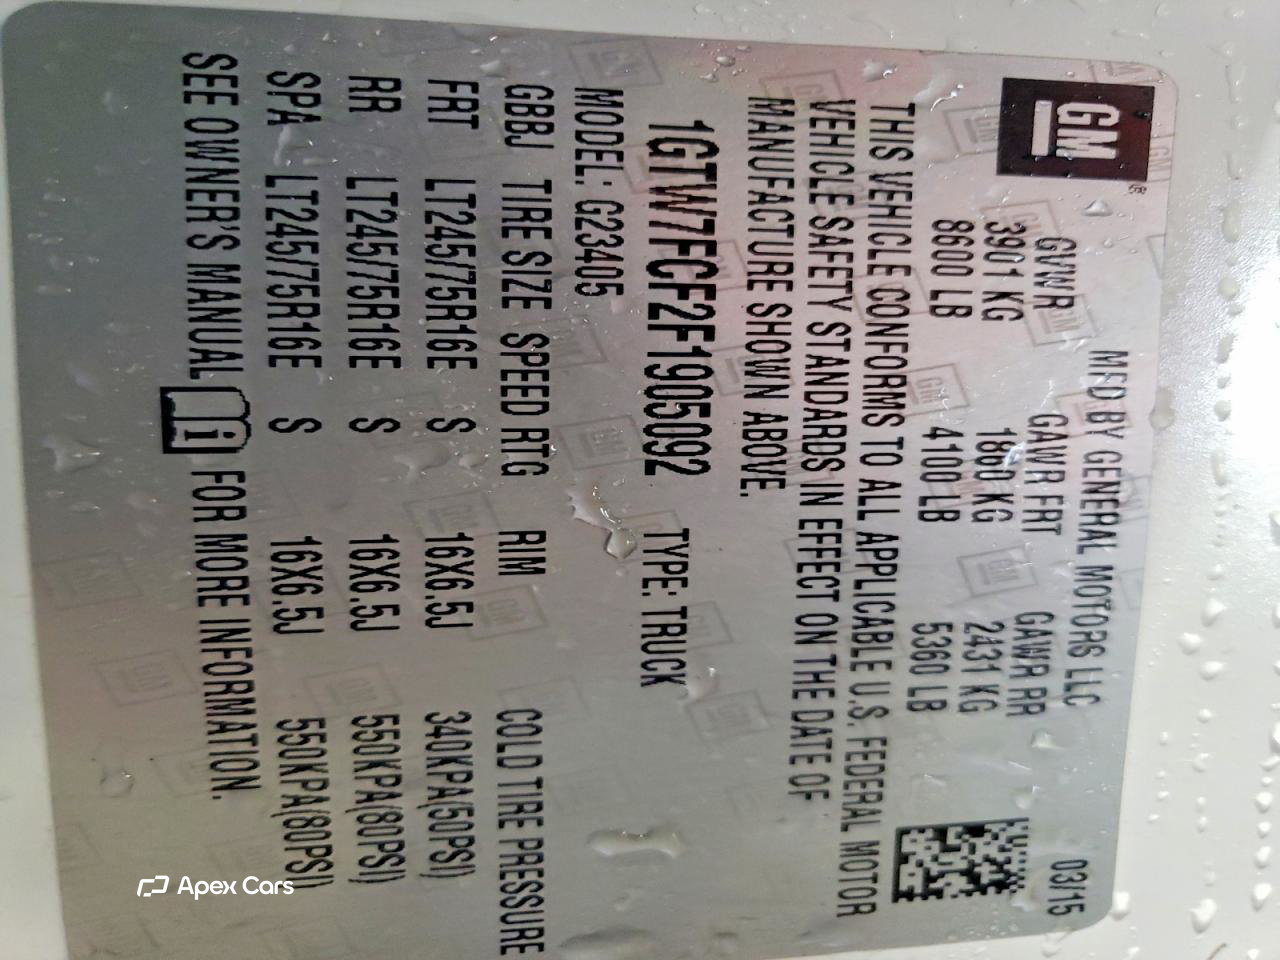 GM®
MFD BY GENERAL MOTORS LLC 03/15
GVWR GAWR FRT GAWR RR
3901 KG 1860 KG 2431 KG
8600 LB 4100 LB 5360 LB
THIS VEHICLE CONFORMS TO ALL APPLICABLE U.S. FEDERAL MOTOR
VEHICLE SAFETY STANDARDS IN EFFECT ON THE DATE OF
MANUFACTURE SHOWN ABOVE.
1GTW7FCF2F1905092 TYPE: TRUCK
MODEL: G23405
GBBJ TIRE SIZE SPEED RTG RIM COLD TIRE PRESSURE
FRT LT245/75R16E S 16X6.5J 340KPA(50PSI)
RR LT245/75R16E S 16X6.5J 550KPA(80PSI)
SPA LT245/75R16E S 16X6.5J 550KPA(80PSI)
SEE OWNER'S MANUAL i FOR MORE INFORMATION.
Apex Cars